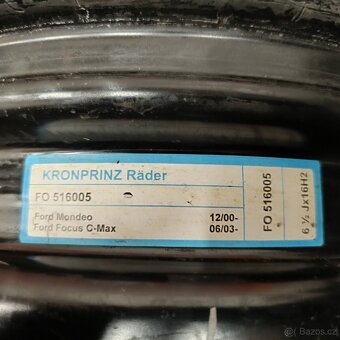 KRONPRINZ Räder
FO 516005
Ford Mondeo 12/00-
Ford Focus C-Max 06/03-
FO 516005
6 ½ Jx16H2
© Bazos.cz